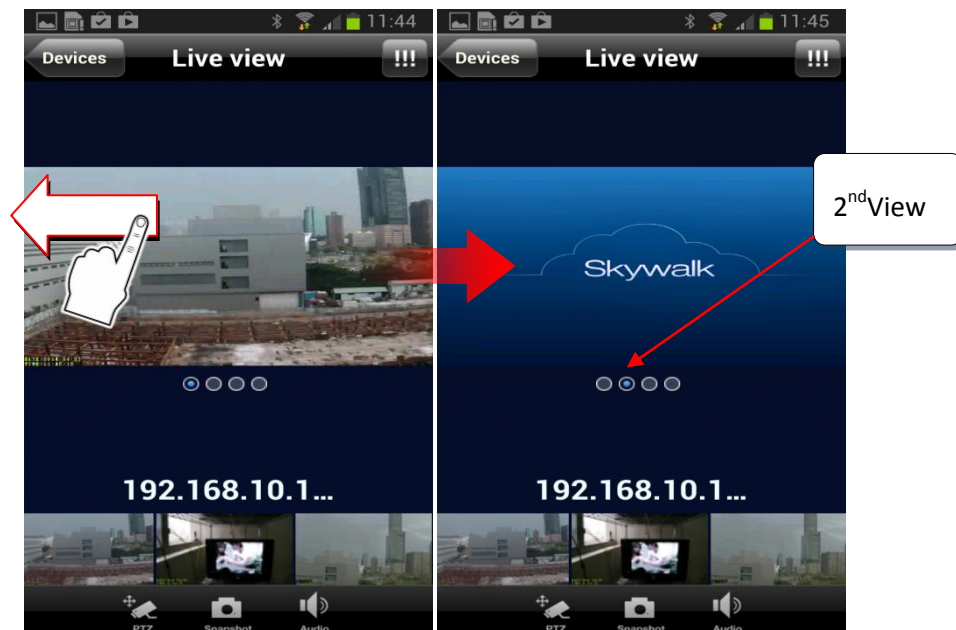 11:44
Devices
Live view
!!!
192.168.10.1...
PTZ
Snapshot
Audio
11:45
Devices
Live view
!!!
Skywalk
2ndView
192.168.10.1...
PTZ
Snapshot
Audio